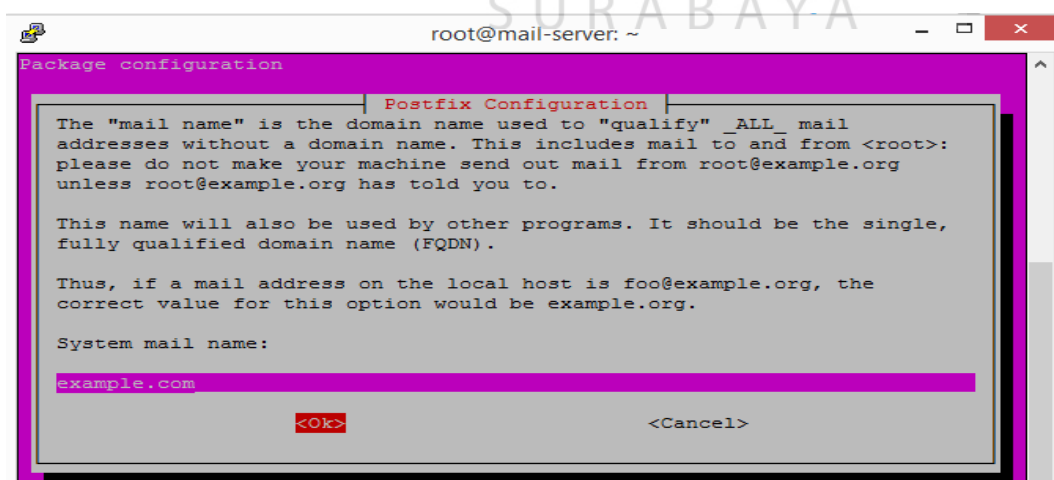 SURABAYA
root@mail-server: ~
Package configuration
Postfix Configuration
The "mail name" is the domain name used to "qualify" _ALL_ mail
addresses without a domain name. This includes mail to and from <root>:
please do not make your machine send out mail from root@example.org
unless root@example.org has told you to.
This name will also be used by other programs. It should be the single,
fully qualified domain name (FQDN).
Thus, if a mail address on the local host is foo@example.org, the
correct value for this option would be example.org.
System mail name:
example.com
<Ok> <Cancel>